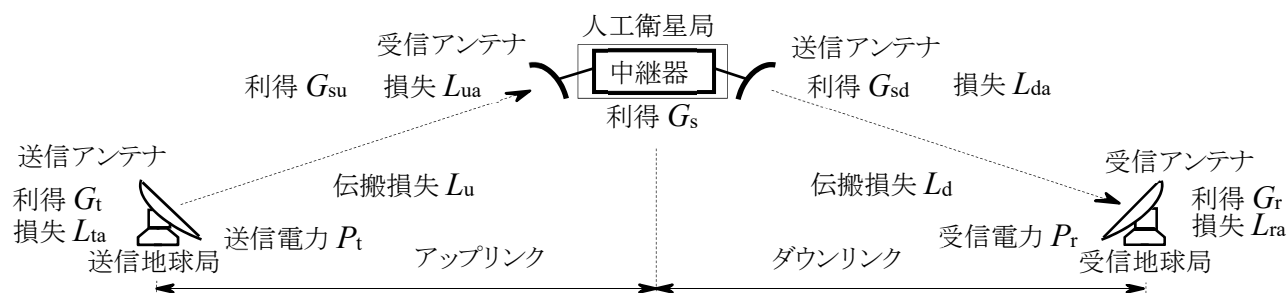 人工衛星局
受信アンテナ
送信アンテナ
中継器
利得 Gsu 損失 Lua
利得 Gsd 損失 Lda
利得 Gs
送信アンテナ
利得 Gt
損失 Lta
送信地球局
送信電力 Pt
伝搬損失 Lu
伝搬損失 Ld
受信アンテナ
利得 Gr
損失 Lra
受信電力 Pr
受信地球局
アップリンク
ダウンリンク